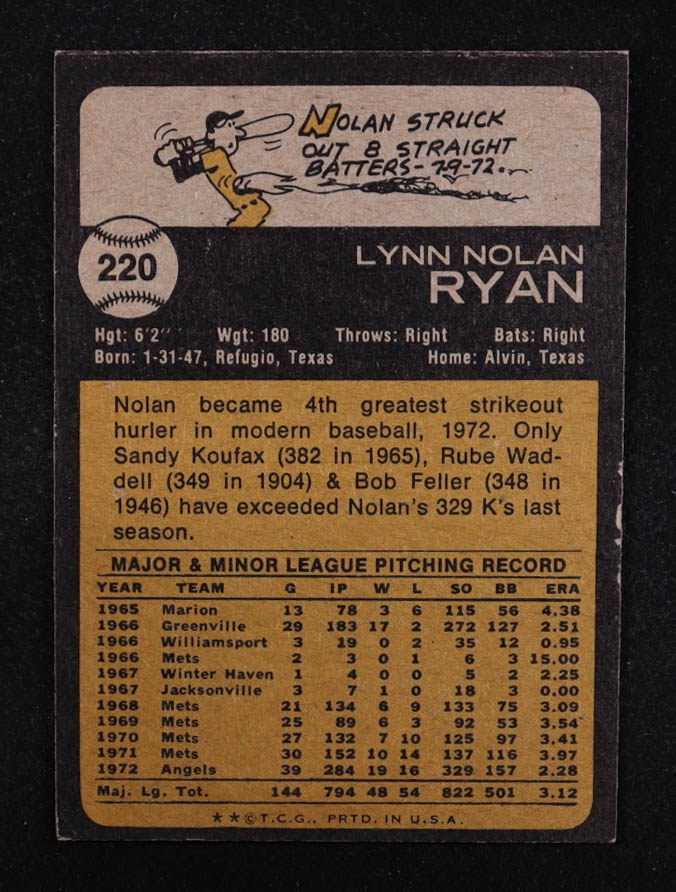 NOLAN STRUCK
OUT 8 STRAIGHT
BATTERS-7-9-72..
220
LYNN NOLAN
RYAN
Hgt: 6'2" Wgt: 180 Throws: Right Bats: Right
Born: 1-31-47, Refugio, Texas Home: Alvin, Texas
Nolan became 4th greatest strikeout
hurler in modern baseball, 1972. Only
Sandy Koufax (382 in 1965), Rube Wad-
dell (349 in 1904) & Bob Feller (348 in
1946) have exceeded Nolan's 329 K's last
season.
MAJOR & MINOR LEAGUE PITCHING RECORD
YEAR TEAM G IP W L SO BB ERA
1965 Marion 13 78 3 6 115 56 4.38
1966 Greenville 29 183 17 2 272 127 2.51
1966 Williamsport 3 19 0 2 35 12 0.95
1966 Mets 2 3 0 1 6 3 15.00
1967 Winter Haven 1 4 0 0 5 2 2.25
1967 Jacksonville 3 7 1 0 18 3 0.00
1968 Mets 21 134 6 9 133 75 3.09
1969 Mets 25 89 6 3 92 53 3.54
1970 Mets 27 132 7 10 125 97 3.41
1971 Mets 30 152 10 14 137 116 3.97
1972 Angels 39 284 19 16 329 157 2.28
Maj. Lg. Tot. 144 794 48 54 822 501 3.12
**©T.C.G., PRTD. IN U.S.A.